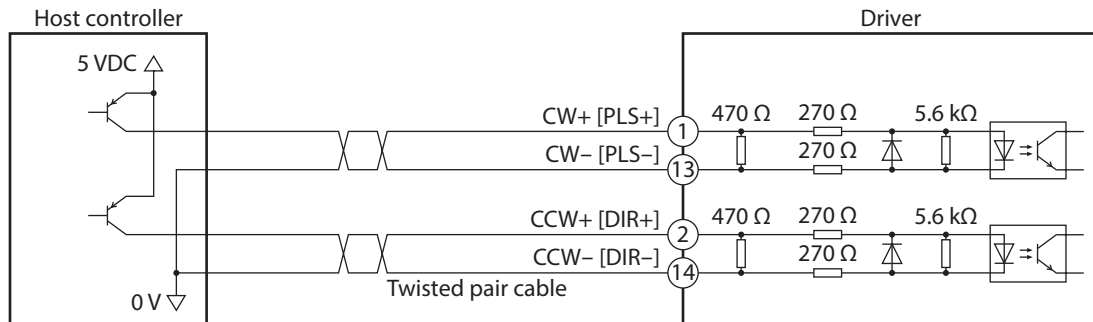 Host controller
Driver
5 VDC
CW+ [PLS+]
1
470 Ω
270 Ω
5.6 kΩ
CW– [PLS–]
13
270 Ω
CCW+ [DIR+]
2
470 Ω
270 Ω
5.6 kΩ
CCW– [DIR–]
14
270 Ω
0 V
Twisted pair cable